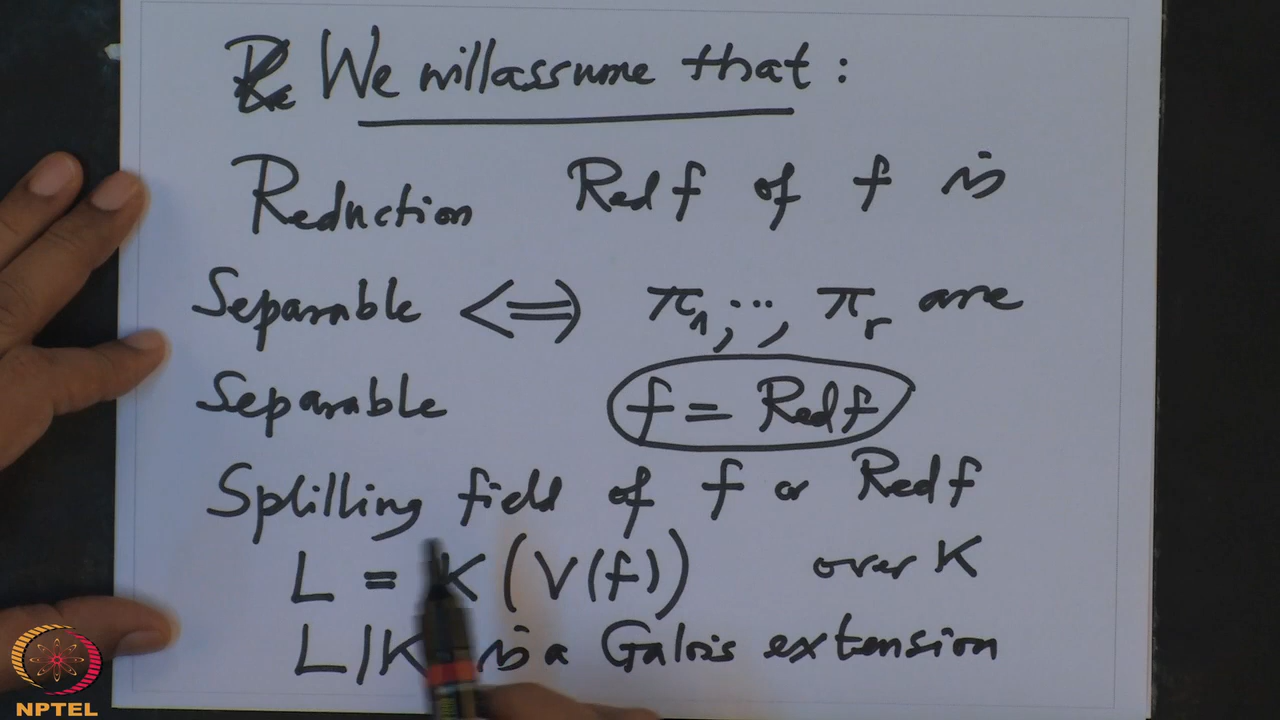 We will assume that :
Reduction Red f of f is
Separable <=> π₁, ..., πᵣ are
Separable f = Red f
Splilling field of f or Red f
L = K (V(f)) over K
L|K is a Galois extension
NPTEL